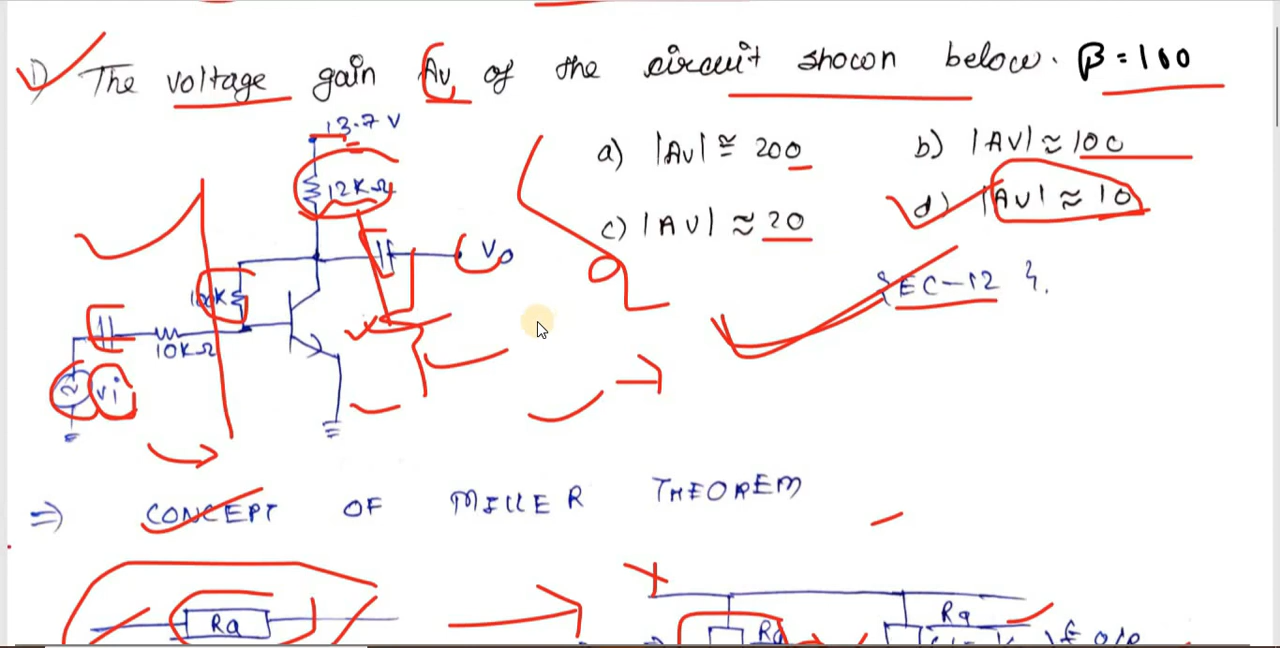 1) The voltage gain Av of the circuit shown below. β = 100
13.7 V
a) |Av| ≅ 200 b) |AV| ≈ 100
12KΩ
c) |AV| ≈ 20 d) |AV| ≈ 10
Vo
{EC-12}.
10KΩ
vi
⇒ CONCEPT OF MILLER THEOREM
Ra
Ra
Ra